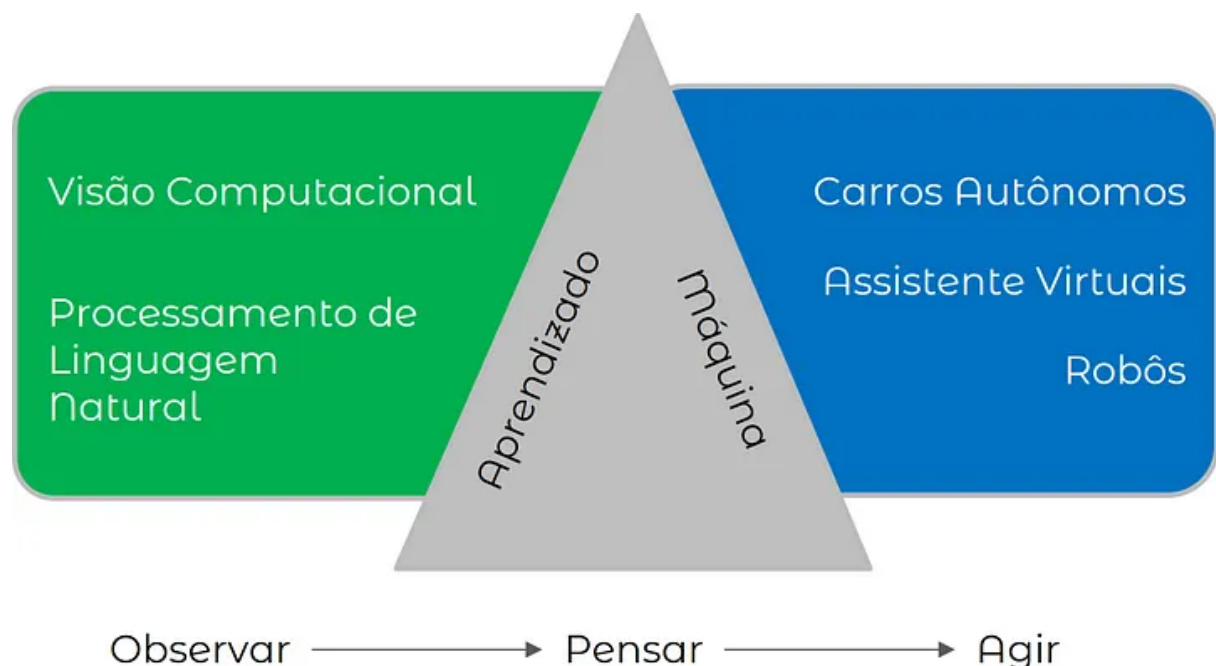 Visão Computacional
Processamento de
Linguagem
Natural
Aprendizado
Máquina
Carros Autônomos
Assistente Virtuais
Robôs
Observar
Pensar
Agir